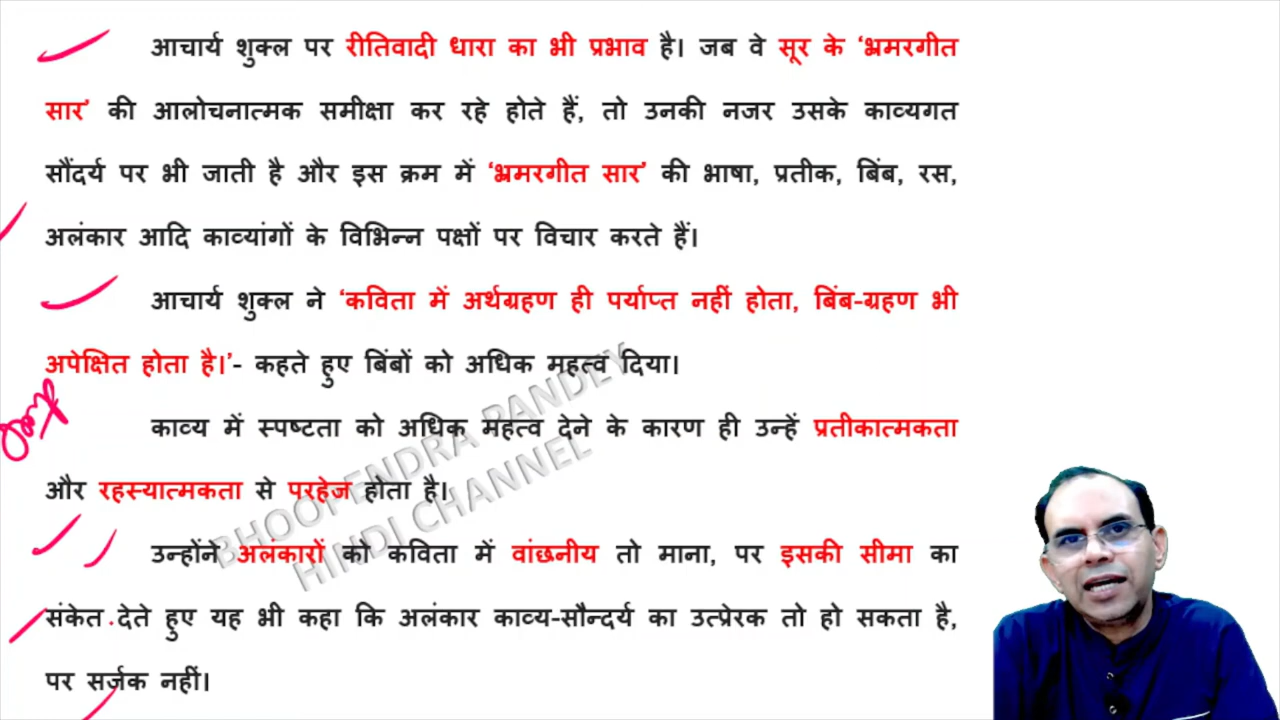 आचार्य शुक्ल पर रीतिवादी धारा का भी प्रभाव है। जब वे सूर के ‘भ्रमरगीत
सार’ की आलोचनात्मक समीक्षा कर रहे होते हैं, तो उनकी नजर उसके काव्यगत
सौंदर्य पर भी जाती है और इस क्रम में ‘भ्रमरगीत सार’ की भाषा, प्रतीक, बिंब, रस,
अलंकार आदि काव्यांगों के विभिन्न पक्षों पर विचार करते हैं।
आचार्य शुक्ल ने ‘कविता में अर्थग्रहण ही पर्याप्त नहीं होता, बिंब-ग्रहण भी
अपेक्षित होता है।’- कहते हुए बिंबों को अधिक महत्व दिया।
काव्य में स्पष्टता को अधिक महत्व देने के कारण ही उन्हें प्रतीकात्मकता
और रहस्यात्मकता से परहेज होता है।
उन्होंने अलंकारों को कविता में वांछनीय तो माना, पर इसकी सीमा का
संकेत देते हुए यह भी कहा कि अलंकार काव्य-सौन्दर्य का उत्प्रेरक तो हो सकता है,
पर सर्जक नहीं।
BHOOPENDRA PANDEY
HINDI CHANNEL